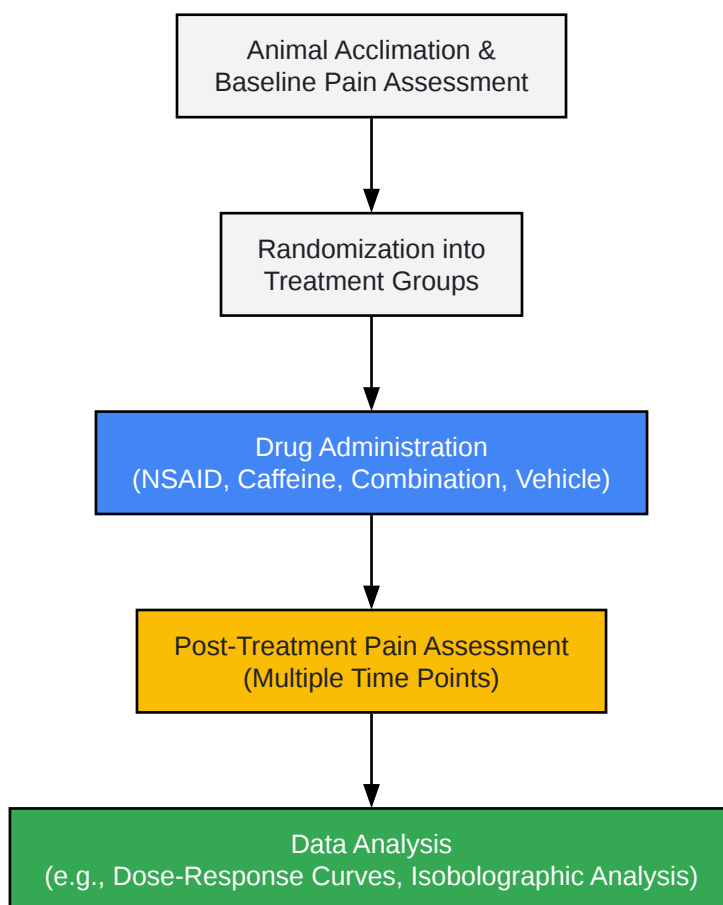 Animal Acclimation &
Baseline Pain Assessment
Randomization into
Treatment Groups
Drug Administration
(NSAID, Caffeine, Combination, Vehicle)
Post-Treatment Pain Assessment
(Multiple Time Points)
Data Analysis
(e.g., Dose-Response Curves, Isobolographic Analysis)